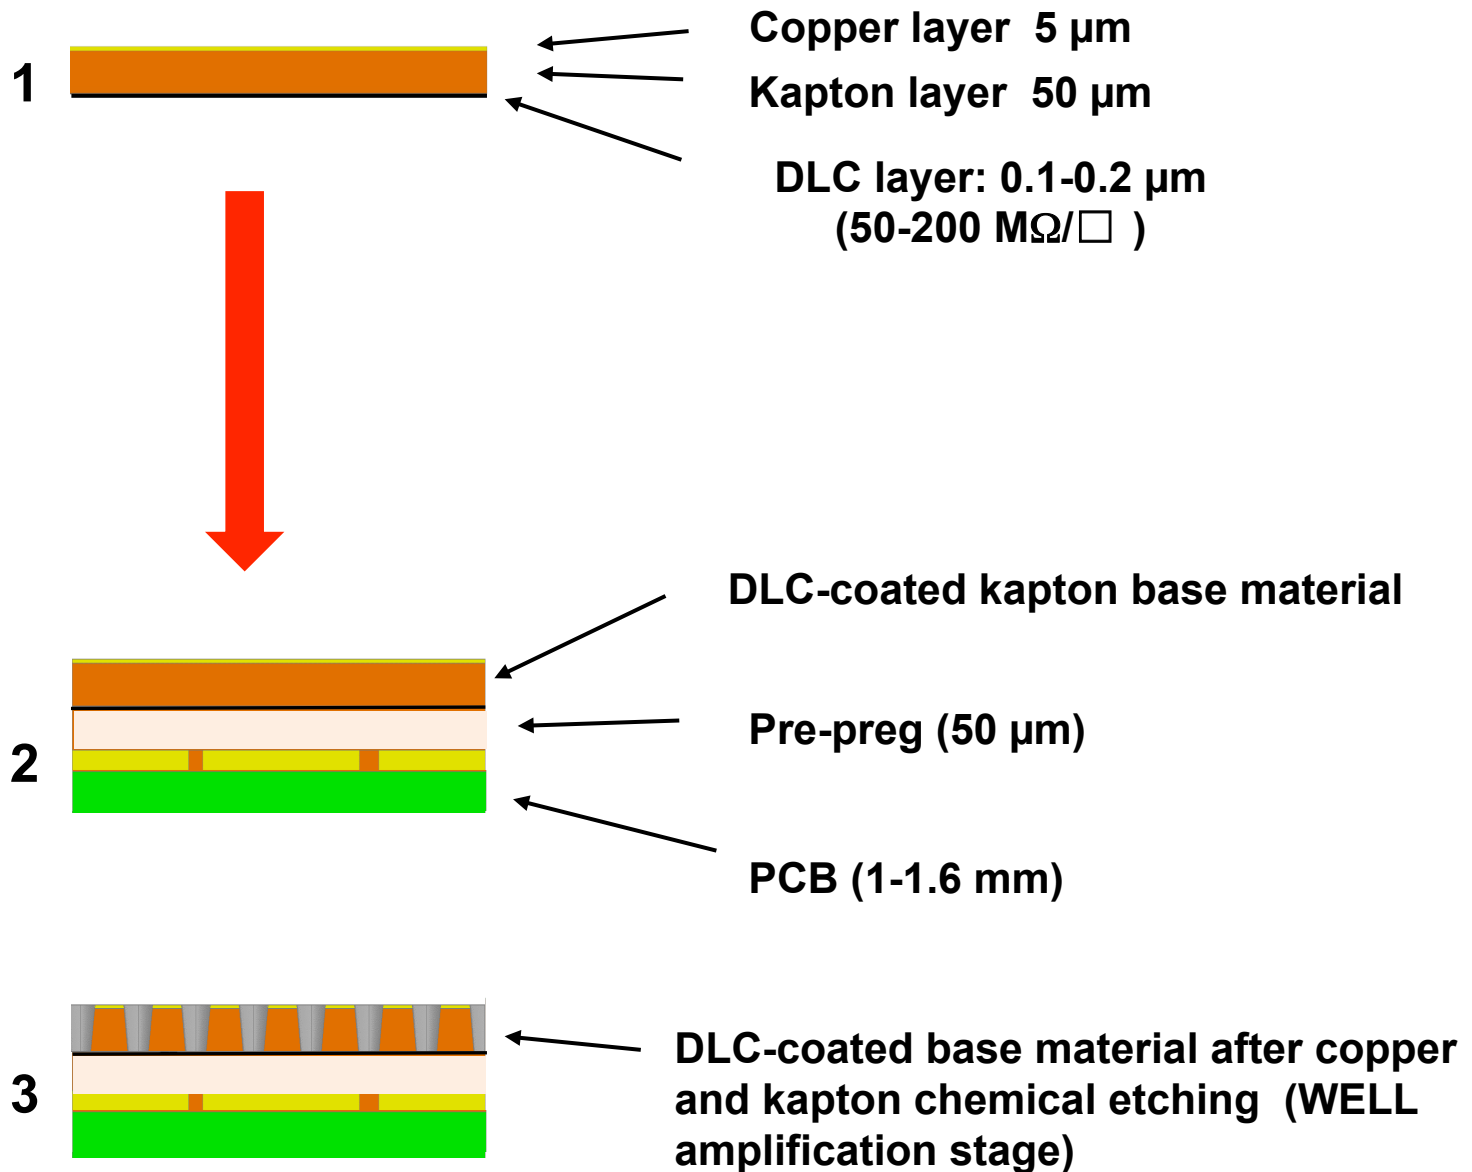 1
Copper layer 5 µm
Kapton layer 50 µm
DLC layer: 0.1-0.2 µm
(50-200 MΩ/□ )
2
DLC-coated kapton base material
Pre-preg (50 µm)
PCB (1-1.6 mm)
3
DLC-coated base material after copper
and kapton chemical etching (WELL
amplification stage)